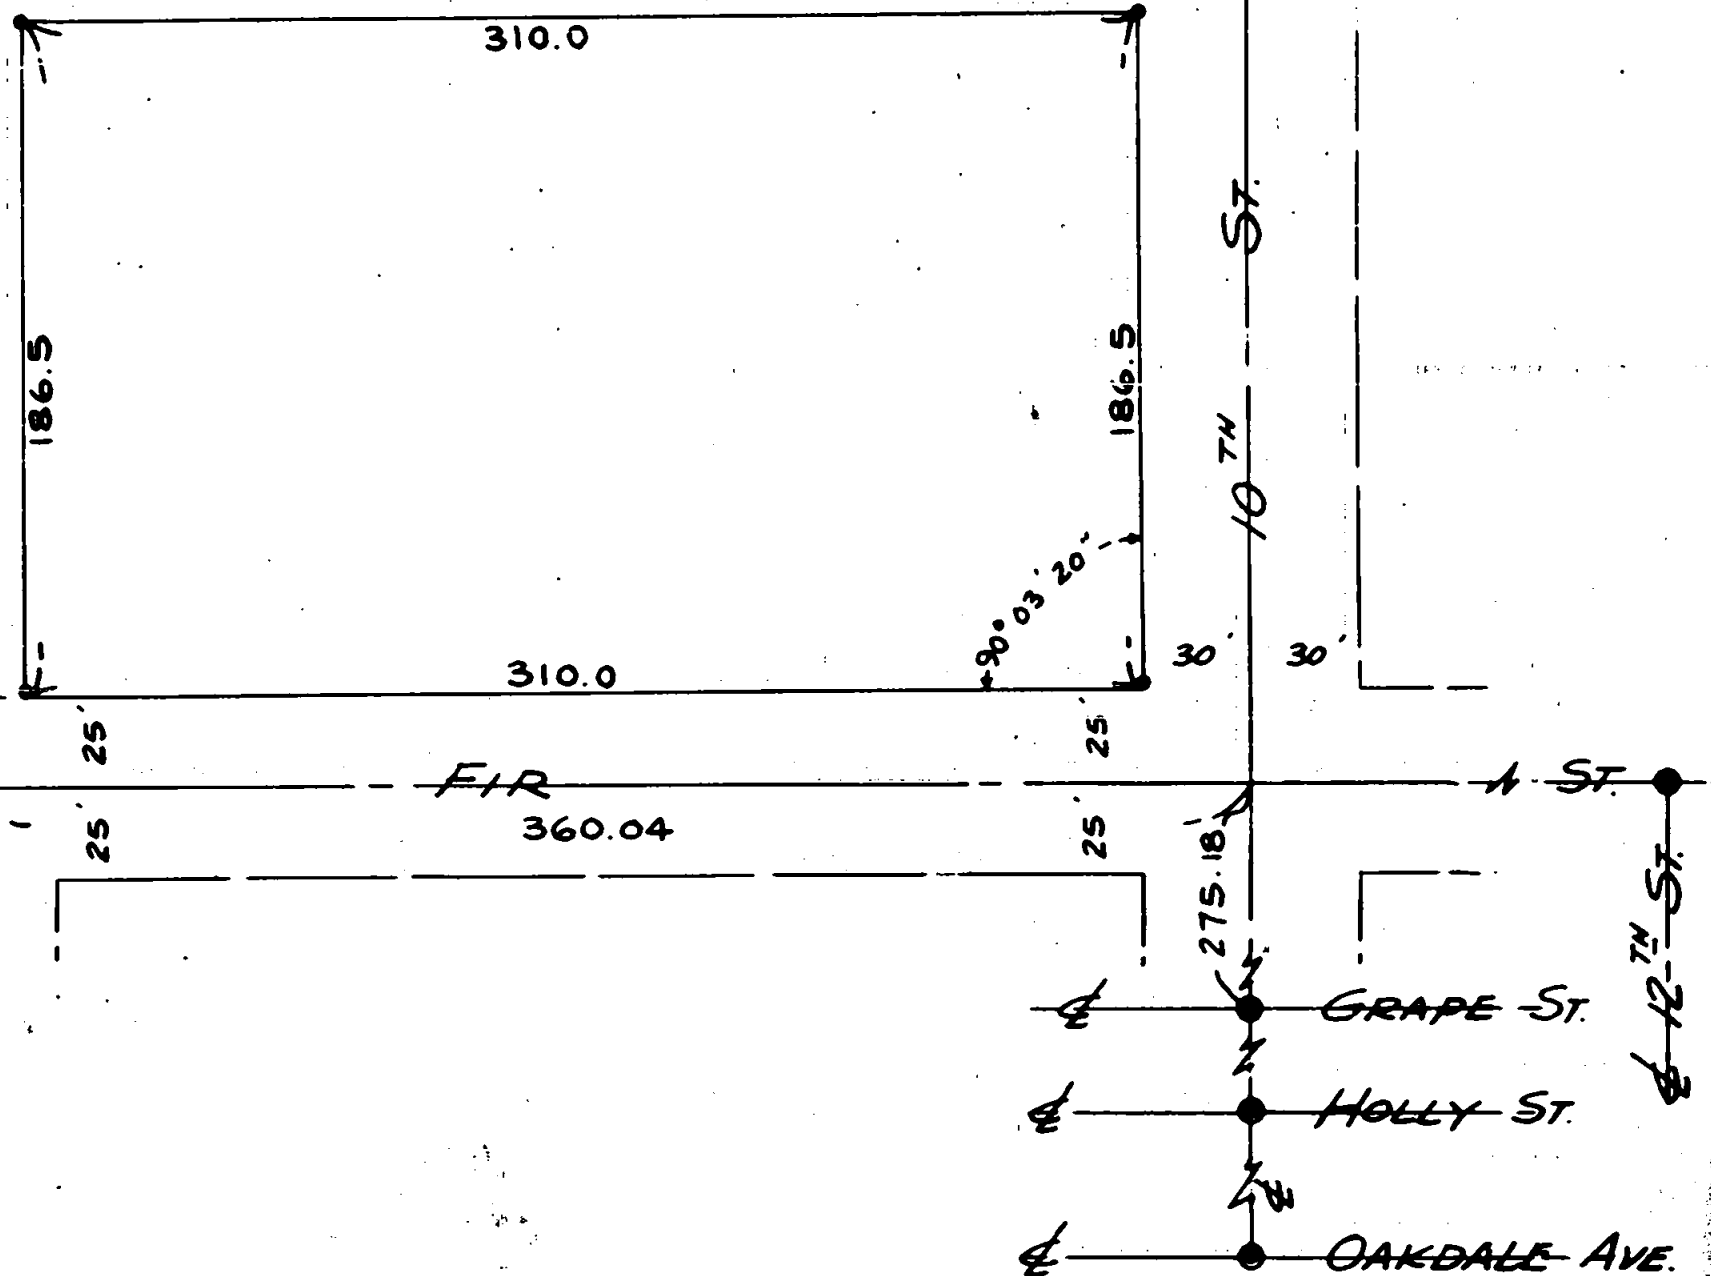 310.0
186.5
186.5
10TH ST.
90° 03' 20"
30'
30'
310.0
25'
25'
FIR ST.
25'
360.04
25'
275.18
℄ 12TH ST.
℄ GRAPE ST.
℄ HOLLY ST.
℄
℄ OAKDALE AVE.